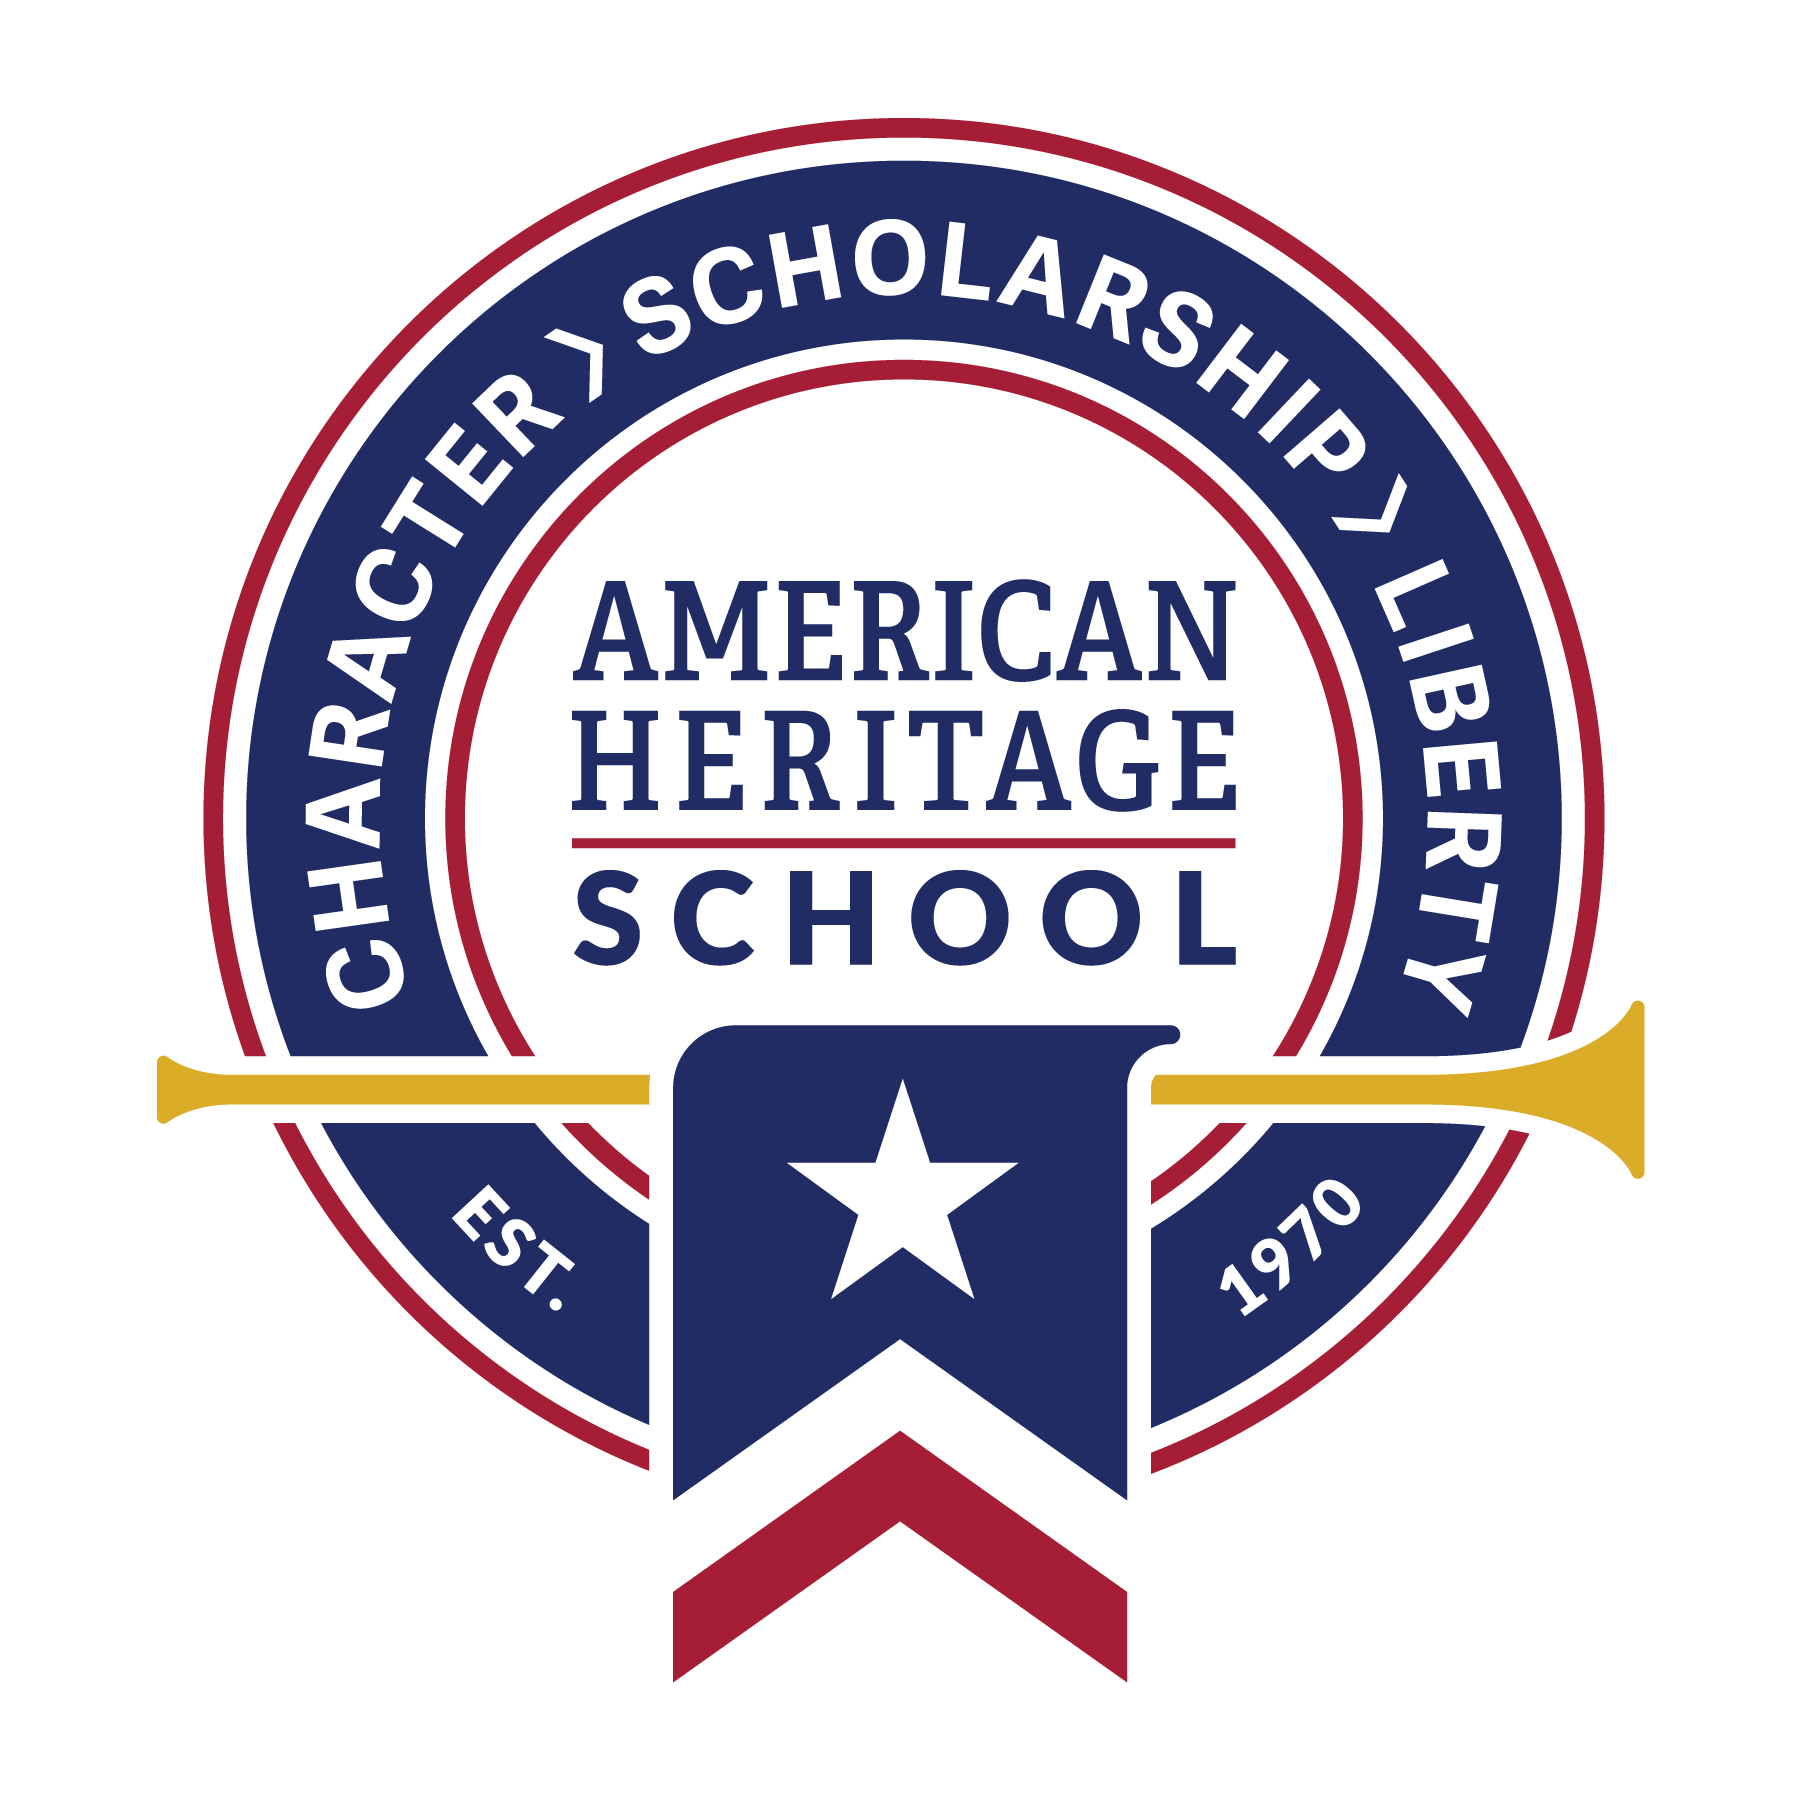 CHARACTER > SCHOLARSHIP > LIBERTY
AMERICAN
HERITAGE
SCHOOL
EST.
1970